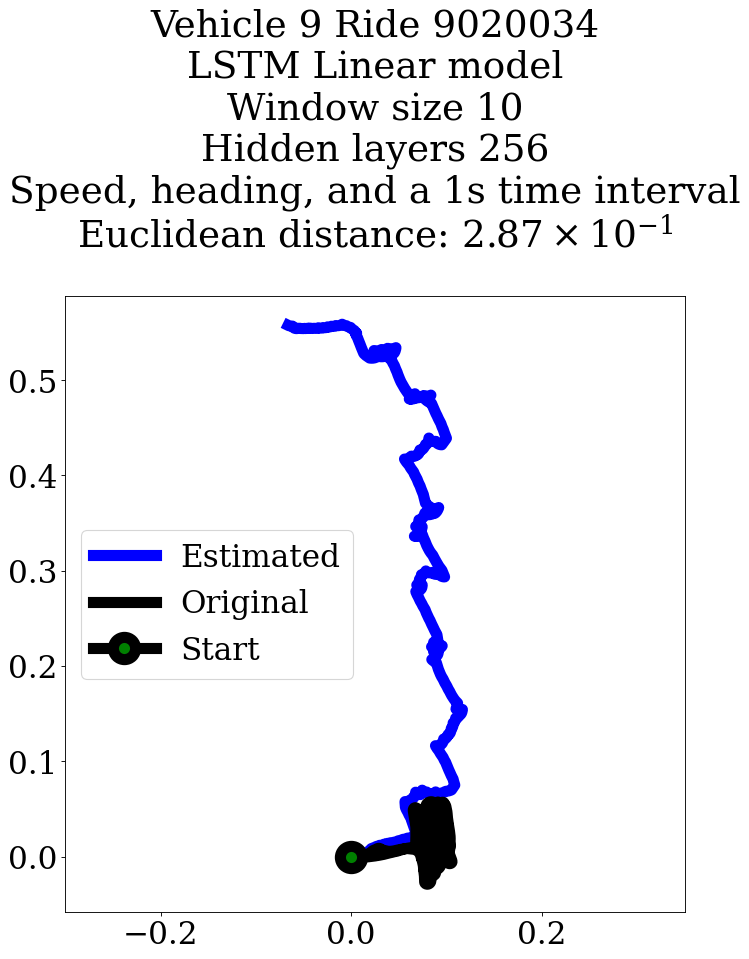 Vehicle 9 Ride 9020034
LSTM Linear model
Window size 10
Hidden layers 256
Speed, heading, and a 1s time interval
Euclidean distance: 2.87 × 10⁻¹
0.5
0.4
0.3
0.2
0.1
0.0
Estimated
Original
Start
−0.2
0.0
0.2